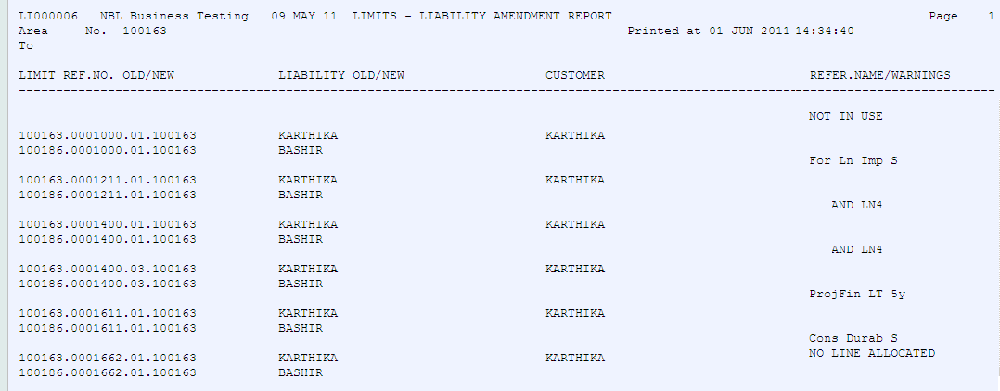 LI000006 NBL Business Testing 09 MAY 11 LIMITS - LIABILITY AMENDMENT REPORT Page 1
Area No. 100163 Printed at 01 JUN 2011 14:34:40
To
LIMIT REF.NO. OLD/NEW LIABILITY OLD/NEW CUSTOMER REFER.NAME/WARNINGS
NOT IN USE
100163.0001000.01.100163 KARTHIKA KARTHIKA
100186.0001000.01.100163 BASHIR
For Ln Imp S
100163.0001211.01.100163 KARTHIKA KARTHIKA
100186.0001211.01.100163 BASHIR
AND LN4
100163.0001400.01.100163 KARTHIKA KARTHIKA
100186.0001400.01.100163 BASHIR
AND LN4
100163.0001400.03.100163 KARTHIKA KARTHIKA
100186.0001400.03.100163 BASHIR
ProjFin LT 5y
100163.0001611.01.100163 KARTHIKA KARTHIKA
100186.0001611.01.100163 BASHIR
Cons Durab S
NO LINE ALLOCATED
100163.0001662.01.100163 KARTHIKA KARTHIKA
100186.0001662.01.100163 BASHIR